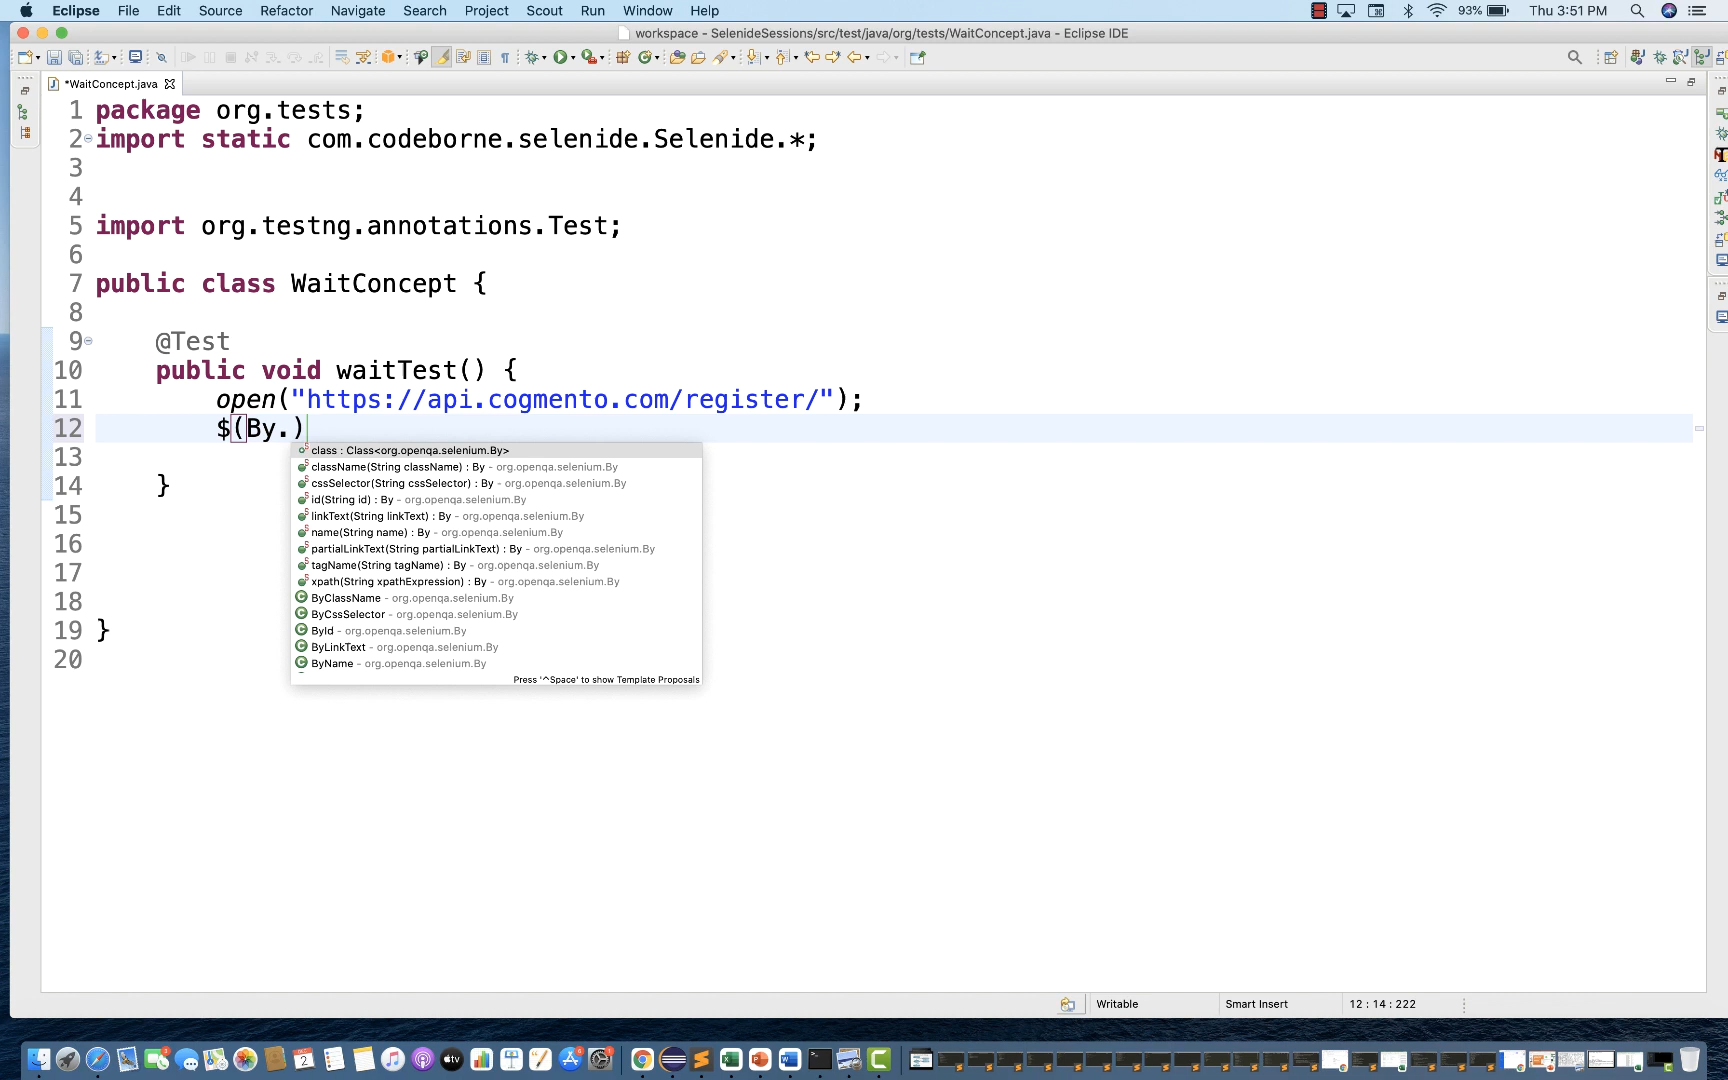 Eclipse File Edit Source Refactor Navigate Search Project Scout Run Window Help 93% Thu 3:51 PM
workspace - SelenideSessions/src/test/java/org/tests/WaitConcept.java - Eclipse IDE
*WaitConcept.java
1 package org.tests;
2 import static com.codeborne.selenide.Selenide.*;
3
4
5 import org.testng.annotations.Test;
6
7 public class WaitConcept {
8
9 @Test
10 public void waitTest() {
11 open("https://api.cogmento.com/register/");
12 $(By.)
13
14 }
15
16
17
18
19 }
20
class : Class<org.openqa.selenium.By>
className(String className) : By - org.openqa.selenium.By
cssSelector(String cssSelector) : By - org.openqa.selenium.By
id(String id) : By - org.openqa.selenium.By
linkText(String linkText) : By - org.openqa.selenium.By
name(String name) : By - org.openqa.selenium.By
partialLinkText(String partialLinkText) : By - org.openqa.selenium.By
tagName(String tagName) : By - org.openqa.selenium.By
xpath(String xpathExpression) : By - org.openqa.selenium.By
ByClassName - org.openqa.selenium.By
ByCssSelector - org.openqa.selenium.By
ById - org.openqa.selenium.By
ByLinkText - org.openqa.selenium.By
ByName - org.openqa.selenium.By
Press '^Space' to show Template Proposals
Writable Smart Insert 12 : 14 : 222